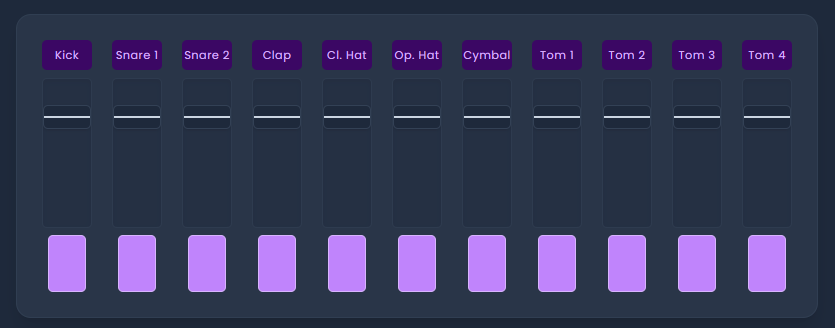 Kick
Snare 1
Snare 2
Clap
Cl. Hat
Op. Hat
Cymbal
Tom 1
Tom 2
Tom 3
Tom 4